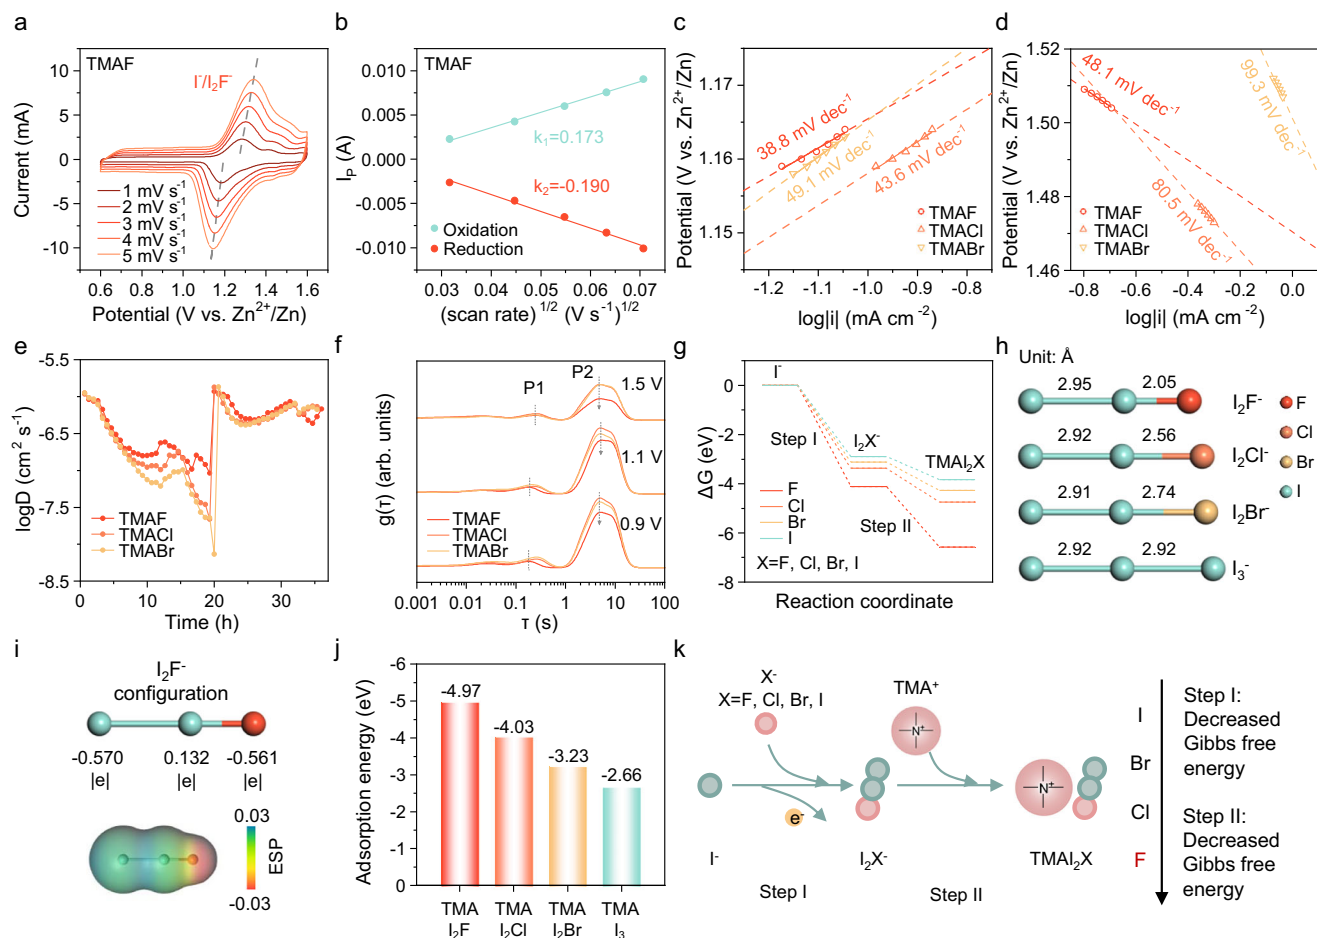 a
TMAF
I⁻/I₂F⁻
Current (mA)
10
5
0
-5
-10
1 mV s⁻¹
2 mV s⁻¹
3 mV s⁻¹
4 mV s⁻¹
5 mV s⁻¹
0.6 0.8 1.0 1.2 1.4 1.6
Potential (V vs. Zn²⁺/Zn)
b
TMAF
I_P (A)
0.010
0.005
0.000
-0.005
-0.010
k₁=0.173
k₂=-0.190
Oxidation
Reduction
0.03 0.04 0.05 0.06 0.07
(scan rate)^1/2 (V s⁻¹)^1/2
c
Potential (V vs. Zn²⁺/Zn)
1.175
1.16
1.15
38.8 mV dec⁻¹
49.1 mV dec⁻¹
43.6 mV dec⁻¹
TMAF
TMACl
TMABr
-1.2 -1.1 -1.0 -0.9 -0.8
log|i| (mA cm⁻²)
d
Potential (V vs. Zn²⁺/Zn)
1.52
1.50
1.48
1.46
48.1 mV dec⁻¹
99.3 mV dec⁻¹
80.5 mV dec⁻¹
TMAF
TMACl
TMABr
-0.8 -0.6 -0.4 -0.2 0.0
log|i| (mA cm⁻²)
e
logD (cm² s⁻¹)
-5.5
-6.5
-7.5
-8.5
TMAF
TMACl
TMABr
0 10 20 30
Time (h)
f
g(τ) (arb. units)
P1
P2
1.5 V
1.1 V
0.9 V
TMAF
TMACl
TMABr
0.001 0.1 1 10 100
τ (s)
g
ΔG (eV)
0
-2
-4
-6
-8
I⁻
Step I
I₂X⁻
TMAI₂X
Step II
F
Cl
Br
I
X=F, Cl, Br, I
Reaction coordinate
h
Unit: Å
2.95 2.05
I₂F⁻
2.92 2.56
I₂Cl⁻
2.91 2.74
I₂Br⁻
2.92 2.92
I₃⁻
F
Cl
Br
I
i
I₂F⁻
configuration
-0.570 0.132 -0.561
|e| |e| |e|
0.03
ESP
-0.03
j
Adsorption energy (eV)
-6
-5
-4
-3
-2
-1
0
-4.97
-4.03
-3.23
-2.66
TMA TMA TMA TMA
I₂F I₂Cl I₂Br I₃
k
X⁻
X=F, Cl, Br, I
TMA⁺
N⁺
e⁻
N⁺
I⁻
I₂X⁻
TMAI₂X
Step I
Step II
I
Br
Cl
F
Step I:
Decreased
Gibbs free
energy
Step II:
Decreased
Gibbs free
energy